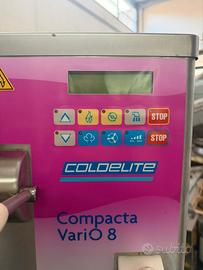 STOP
STOP
COLDELITE
Compacta
VariO 8
subito